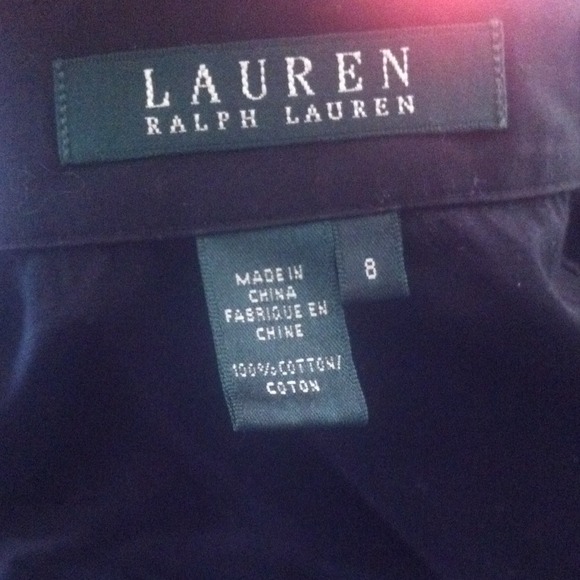 LAUREN
RALPH LAUREN
8
MADE IN
CHINA
FABRIQUE EN
CHINE
100% COTTON/
COTON